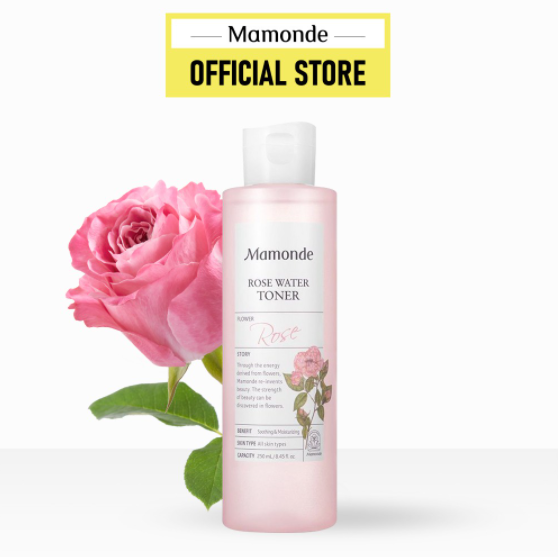 Mamonde
OFFICIAL STORE
Mamonde
ROSE WATER
TONER
FLOWER
Rose
STORY
Through the energy
derived from flowers,
Mamonde re-invents
beauty. The strength
of beauty can be
discovered in flowers.
BENEFIT Soothing & Moisturizing
SKIN TYPE All skin types
CAPACITY 250 mL / 8.45 fl. oz.